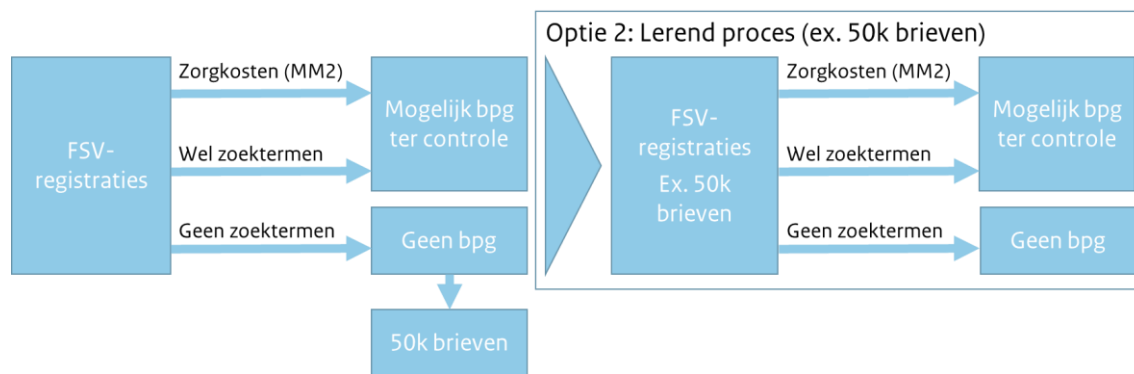 Zorgkosten (MM2)
FSV-
registraties
Wel zoektermen
Mogelijk bpg
ter controle
Geen zoektermen
Geen bpg
50k brieven
Optie 2: Lerend proces (ex. 50k brieven)
Zorgkosten (MM2)
FSV-
registraties
Ex. 50k
brieven
Wel zoektermen
Mogelijk bpg
ter controle
Geen zoektermen
Geen bpg